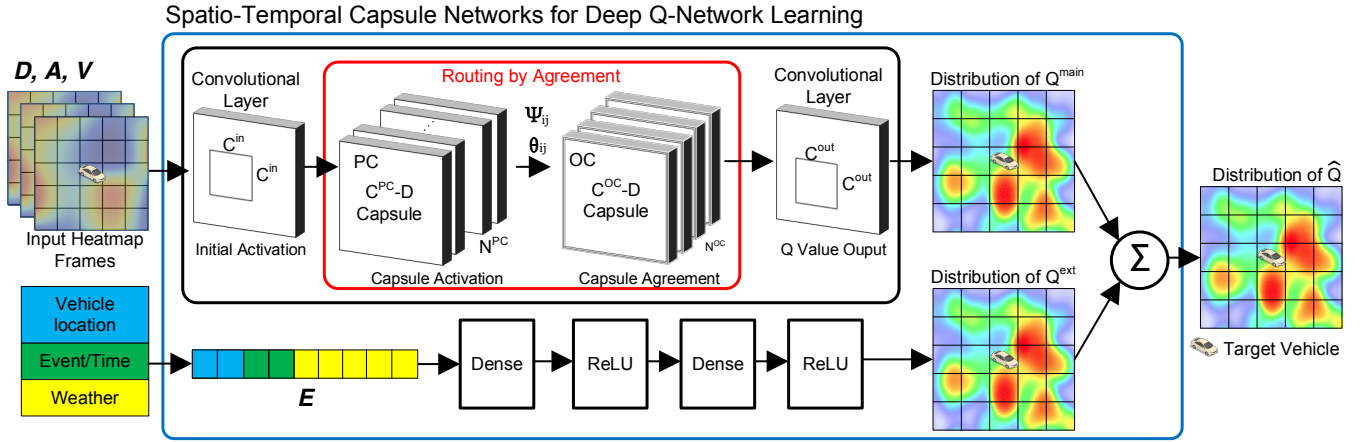 Spatio-Temporal Capsule Networks for Deep Q-Network Learning
D, A, V
Input Heatmap
Frames
Convolutional
Layer
C^in
C^in
Initial Activation
Routing by Agreement
PC
C^PC-D
Capsule
N^PC
Capsule Activation
Ψij
θij
OC
C^OC-D
Capsule
N^OC
Capsule Agreement
Convolutional
Layer
C^out
C^out
Q Value Ouput
Distribution of Q^main
Vehicle
location
Event/Time
Weather
E
Dense
ReLU
Dense
ReLU
Distribution of Q^ext
Σ
Distribution of Q̂
Target Vehicle